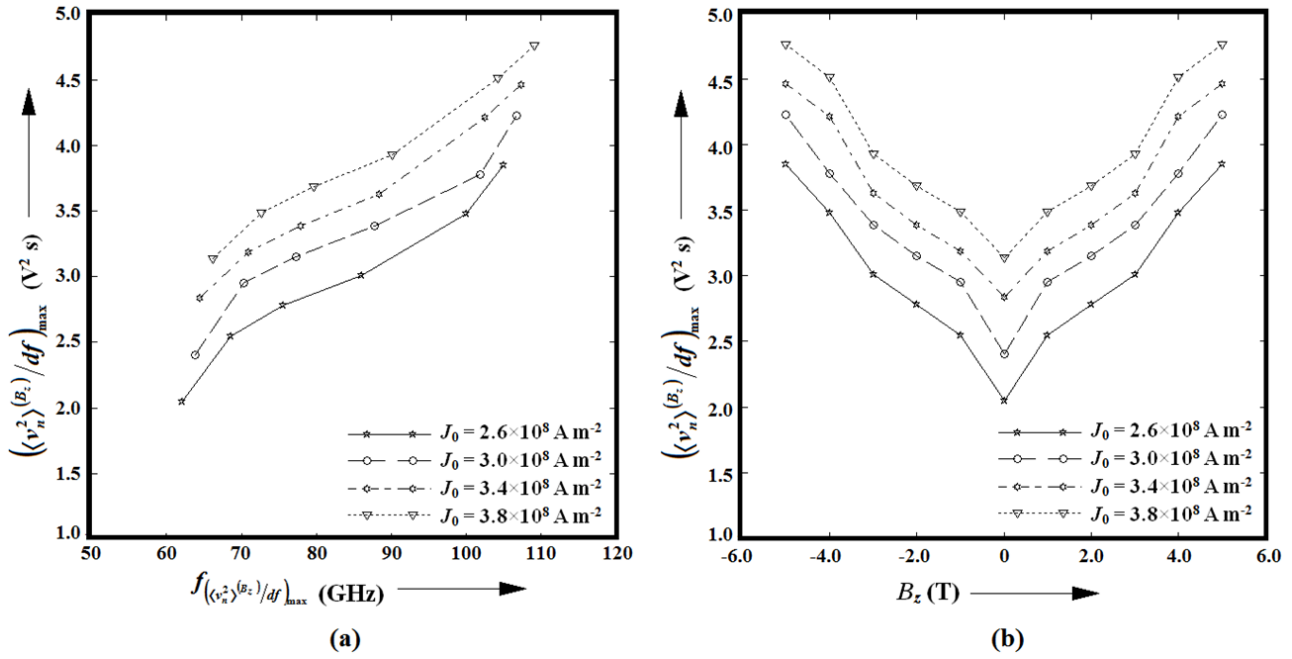 5.0
4.5
4.0
3.5
3.0
2.5
2.0
1.5
1.0
50
60
70
80
90
100
110
120
(⟨v_n^2⟩^(B_z)/df)_max (V^2 s)
J_0 = 2.6×10^8 A m^-2
J_0 = 3.0×10^8 A m^-2
J_0 = 3.4×10^8 A m^-2
J_0 = 3.8×10^8 A m^-2
f_(⟨v_n^2⟩^(B_z)/df)_max (GHz)
(a)
5.0
4.5
4.0
3.5
3.0
2.5
2.0
1.5
1.0
-6.0
-4.0
-2.0
0
2.0
4.0
6.0
(⟨v_n^2⟩^(B_z)/df)_max (V^2 s)
J_0 = 2.6×10^8 A m^-2
J_0 = 3.0×10^8 A m^-2
J_0 = 3.4×10^8 A m^-2
J_0 = 3.8×10^8 A m^-2
B_z (T)
(b)